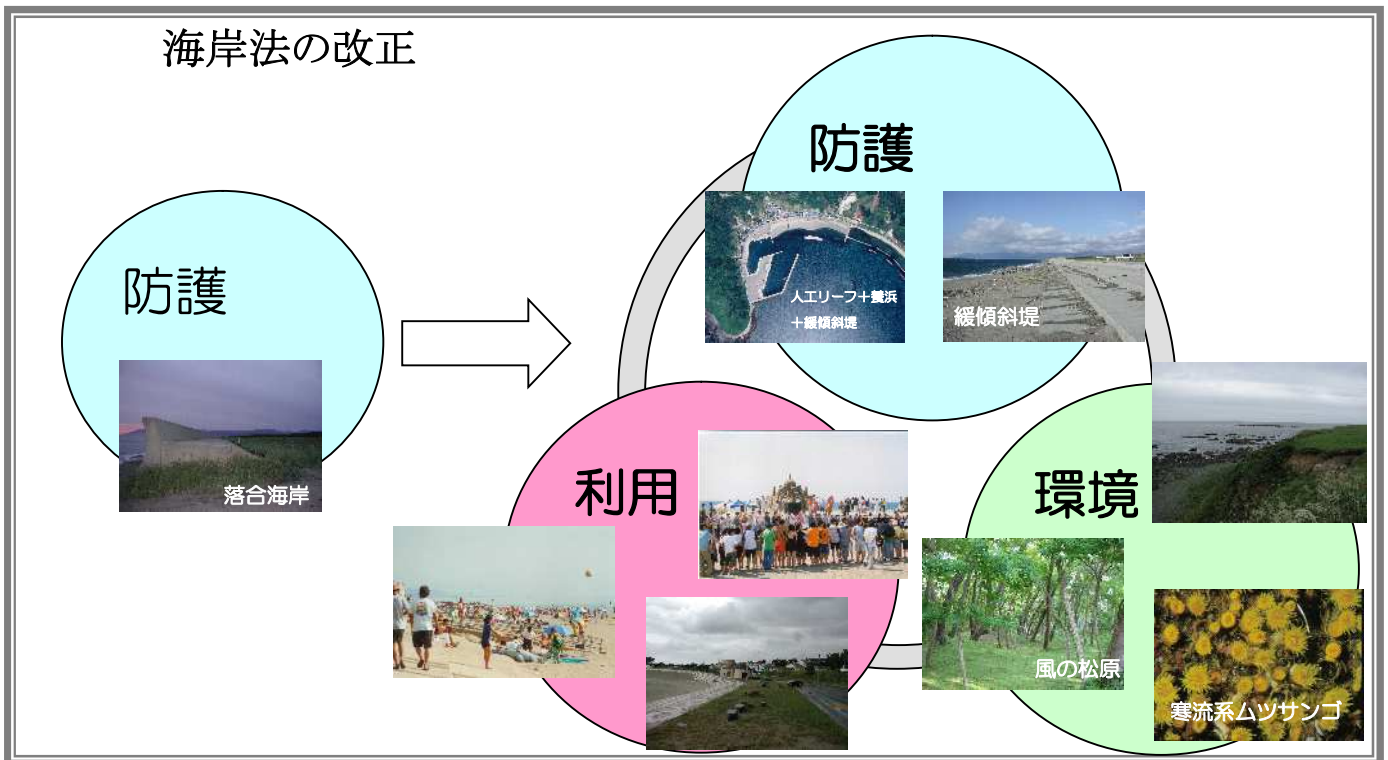 海岸法の改正
防護
落合海岸
防護
人工リーフ＋養浜
＋緩傾斜堤
緩傾斜堤
利用
環境
風の松原
寒流系ムツサンゴ